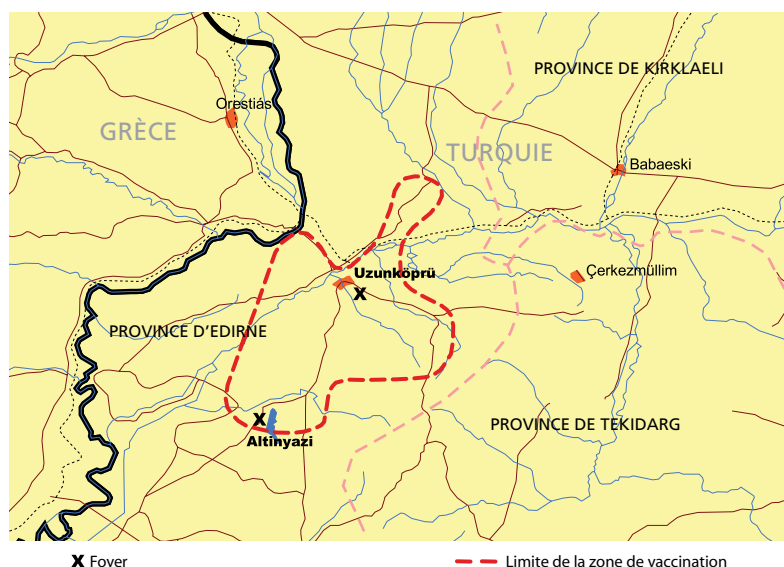 PROVINCE DE KIRKLAELI
Orestiás
GRÈCE
TURQUIE
Babaeski
Uzunköprü
X
Çerkezmüllim
PROVINCE D'EDIRNE
X
Altinyazi
PROVINCE DE TEKIDARG
X Foyer
Limite de la zone de vaccination